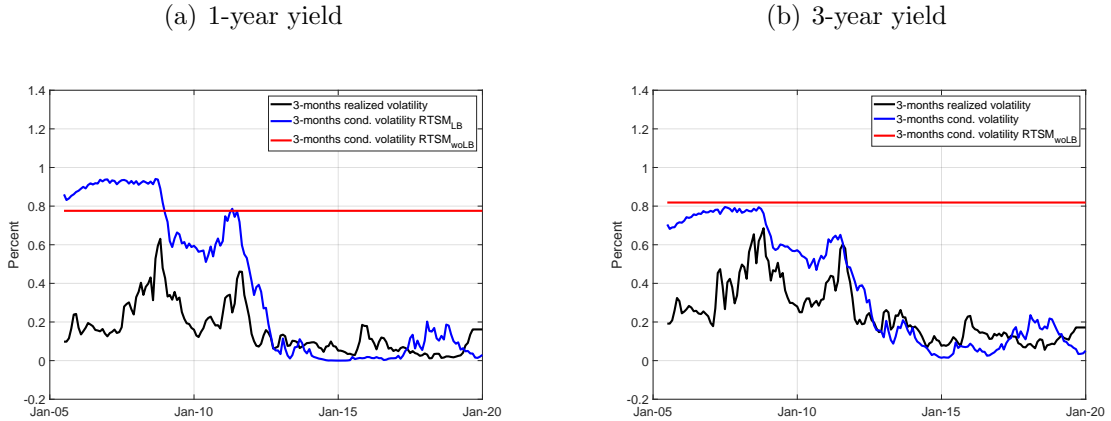 (a) 1-year yield
(b) 3-year yield
1.4
1.2
1
0.8
0.6
0.4
0.2
0
-0.2
Percent
Jan-05
Jan-10
Jan-15
Jan-20
3-months realized volatility
3-months cond. volatility RTSM_LB
3-months cond. volatility RTSM_woLB
1.4
1.2
1
0.8
0.6
0.4
0.2
0
-0.2
Percent
Jan-05
Jan-10
Jan-15
Jan-20
3-months realized volatility
3-months cond. volatility
3-months cond. volatility RTSM_woLB